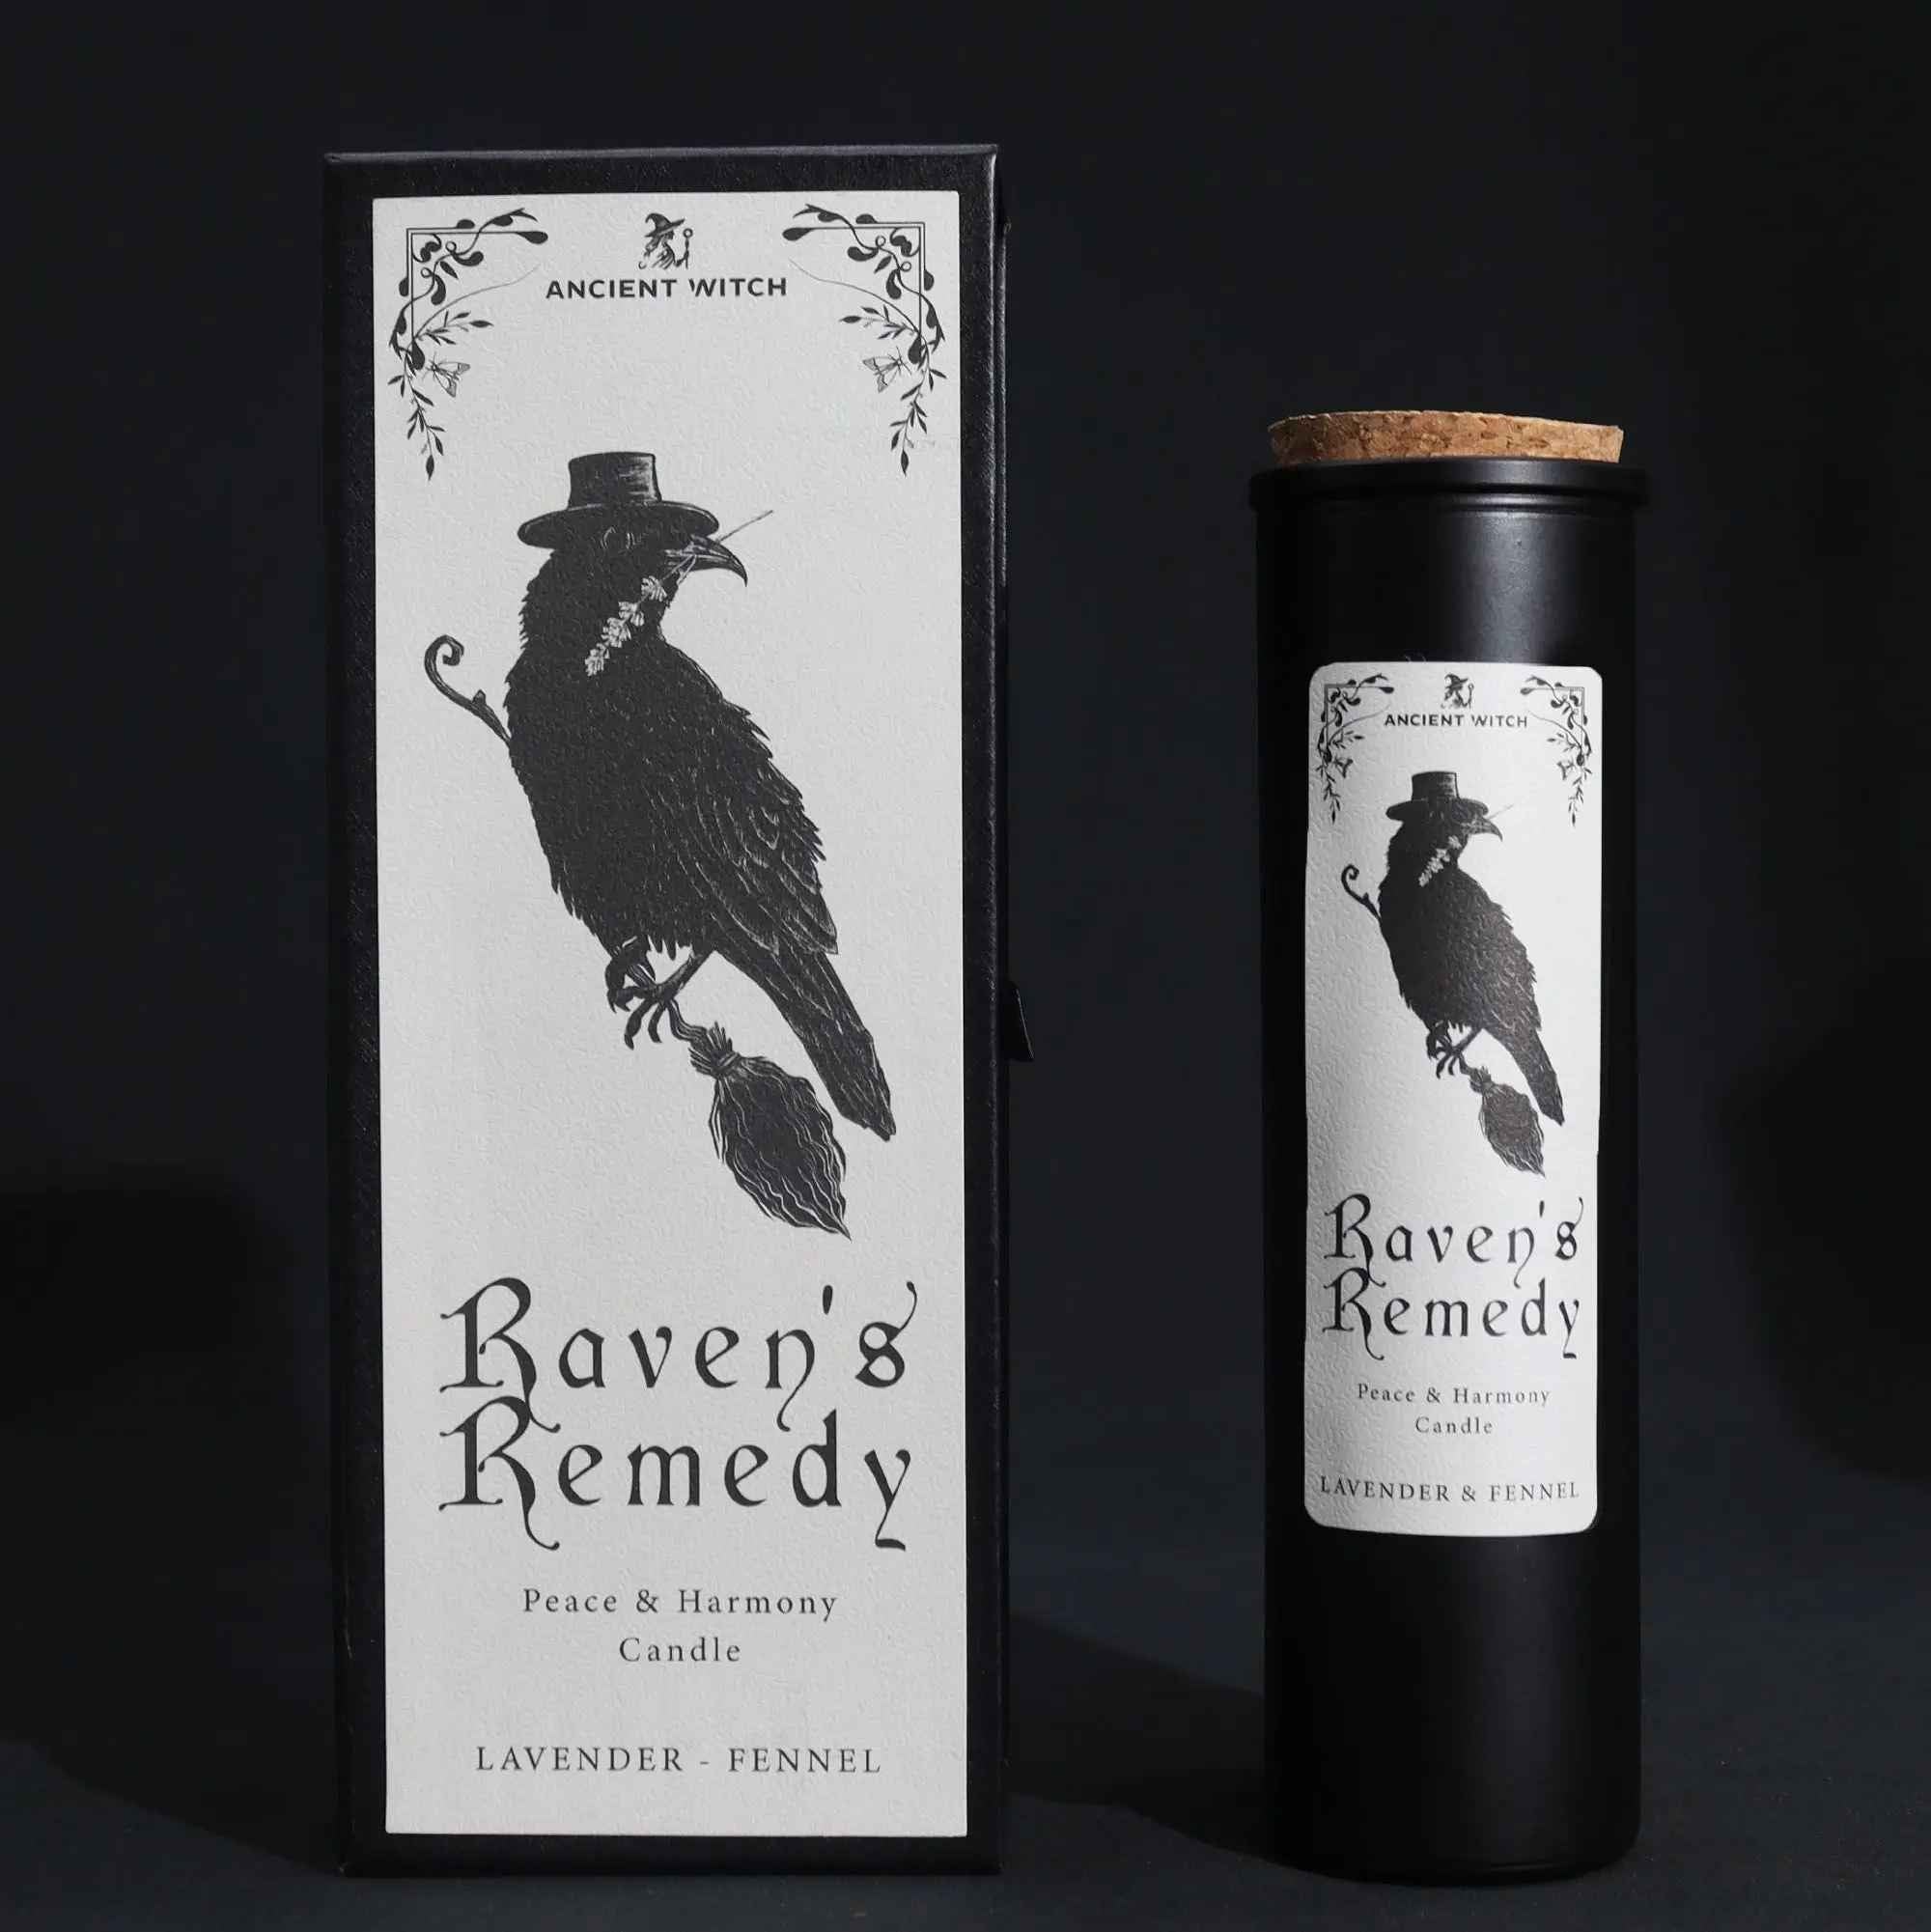 ANCIENT WITCH
Raven's
Remedy
Peace & Harmony
Candle
LAVENDER - FENNEL
ANCIENT WITCH
Raven's
Remedy
Peace & Harmony
Candle
LAVENDER & FENNEL